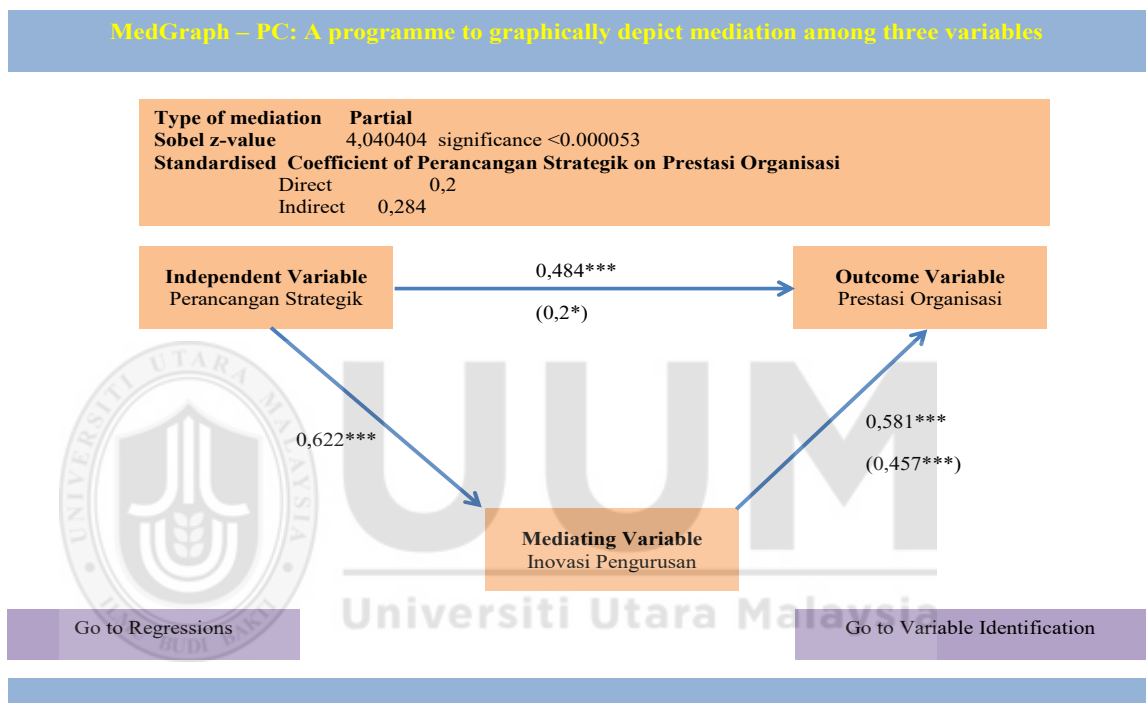 MedGraph – PC: A programme to graphically depict mediation among three variables
Type of mediation Partial
Sobel z-value 4,040404 significance <0.000053
Standardised Coefficient of Perancangan Strategik on Prestasi Organisasi
Direct 0,2
Indirect 0,284
Independent Variable
Perancangan Strategik
0,484***
(0,2*)
Outcome Variable
Prestasi Organisasi
0,622***
0,581***
(0,457***)
Mediating Variable
Inovasi Pengurusan
UUM
Universiti Utara Malaysia
UNIVERSITI UTARA MALAYSIA
BUDI BAKTI
Go to Regressions
Go to Variable Identification